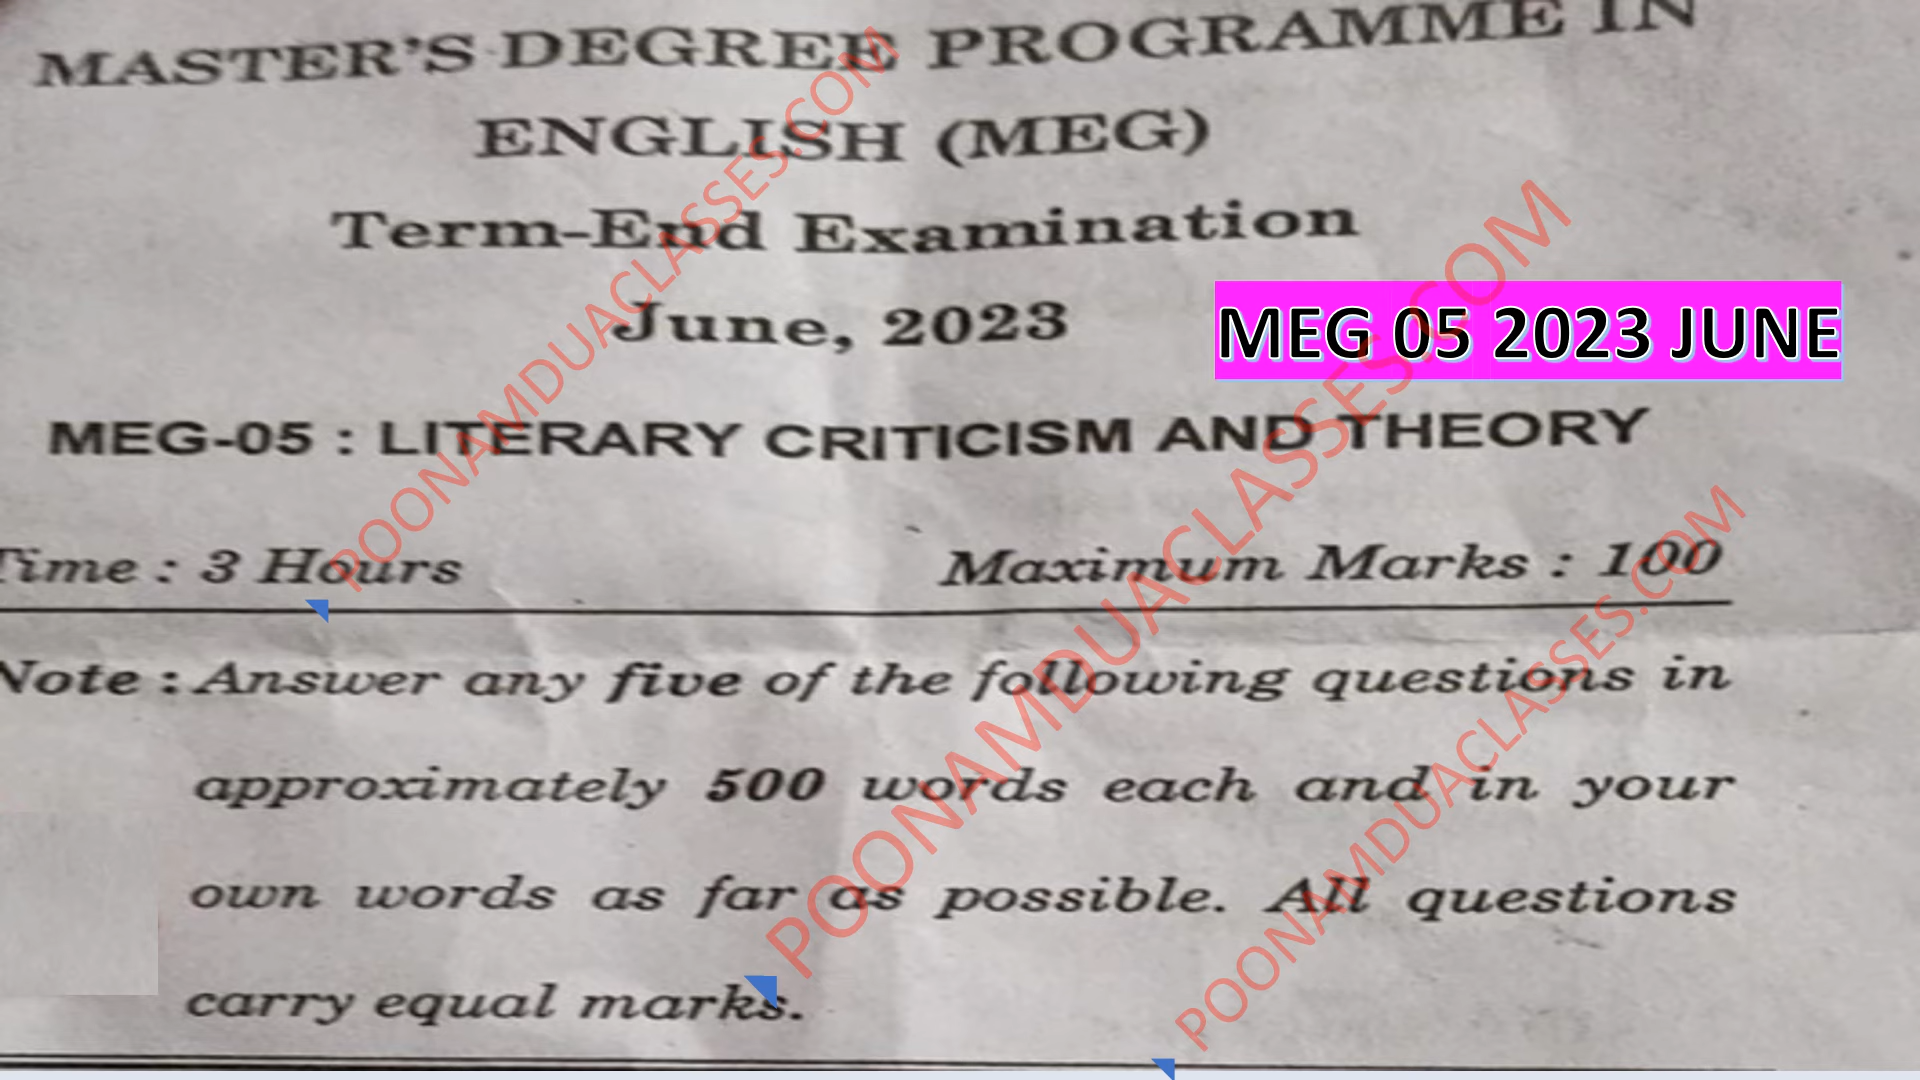 MASTER'S DEGREE PROGRAMME IN
ENGLISH (MEG)
Term-End Examination
June, 2023
MEG 05 2023 JUNE
MEG-05 : LITERARY CRITICISM AND THEORY
Time : 3 Hours
Maximum Marks : 100
Note : Answer any five of the following questions in
approximately 500 words each and in your
own words as far as possible. All questions
carry equal marks.
POONAMDUACLASSES.COM
POONAMDUACLASSES.COM
POONAMDUACLASSES.COM